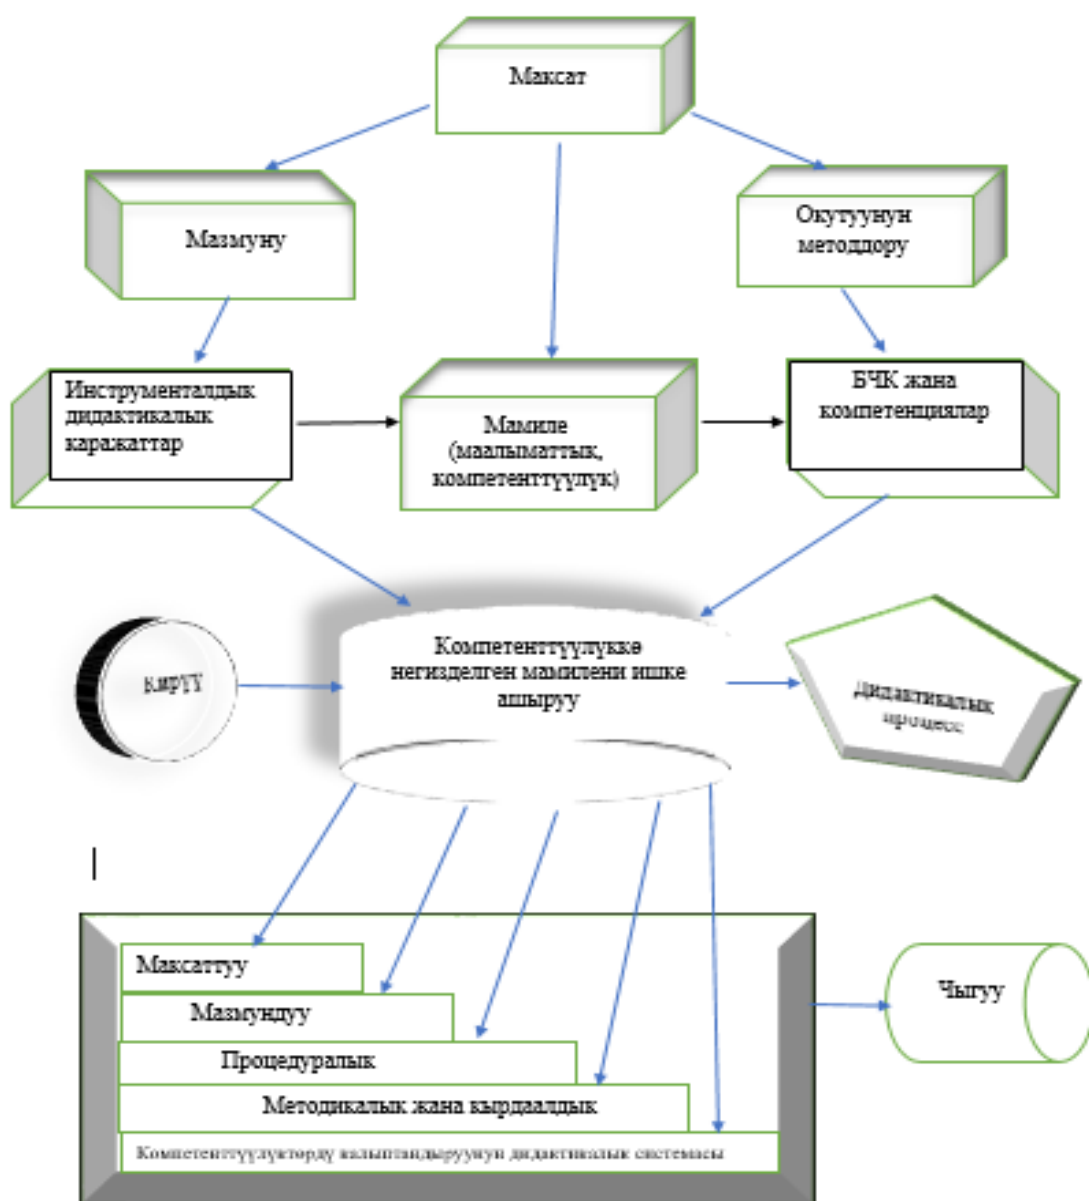 Максат
Мазмуну
Окутуунун
методдору
Инструменталдык
дидактикалык
каражаттар
Мамиле
(маалыматтык,
компетенттүүлүк)
БЧК жана
компетенциялар
Компетенттүүлүккө
негизделген мамилени ишке
ашыруу
Кирүү
Дидактикалык
процесс
Максаттуу
Мазмундуу
Процедуралык
Методикалык жана кырдаалдык
Компетенттүүлүктөрдү калыптандыруунун дидактикалык системасы
Чыгуу